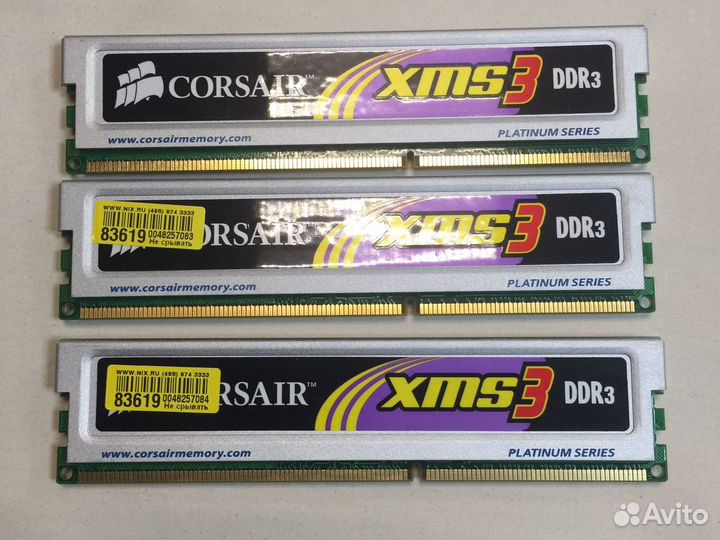 CORSAIR™ XMS3 DDR3
www.corsairmemory.com PLATINUM SERIES
WWW.NIX.RU (495) 974 3333
83619 0048257083
Не срывать
ORSAIR XMS3 DDR3
www.corsairmemory.com PLATINUM SERIES
WWW.NIX.RU (495) 974 3333
83619 0048257084
Не срывать
RSAIR™ XMS3 DDR3
www.corsairmemory.com PLATINUM SERIES
Avito